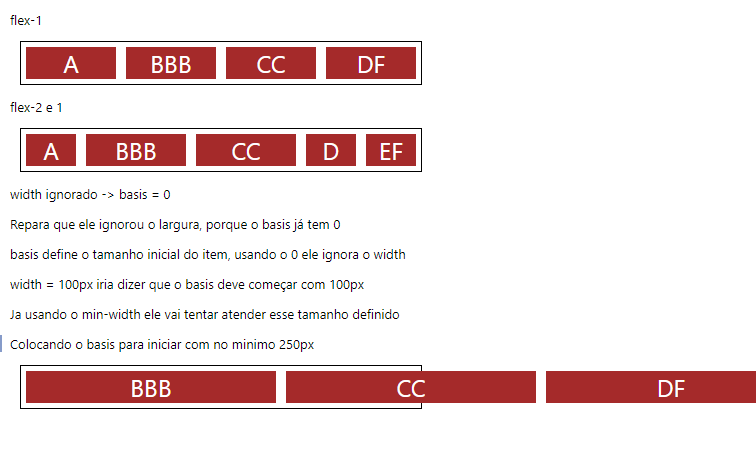 flex-1
A BBB CC DF
flex-2 e 1
A BBB CC D EF
width ignorado -> basis = 0
Repara que ele ignorou o largura, porque o basis já tem 0
basis define o tamanho inicial do item, usando o 0 ele ignora o width
width = 100px iria dizer que o basis deve começar com 100px
Ja usando o min-width ele vai tentar atender esse tamanho definido
Colocando o basis para iniciar com no minimo 250px
BBB CC DF